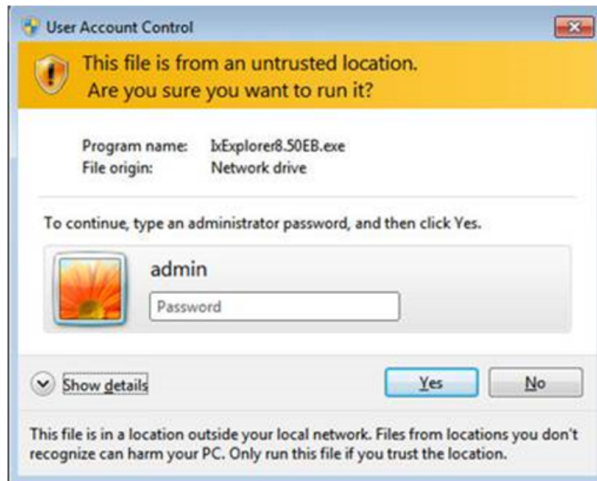 User Account Control
This file is from an untrusted location.
Are you sure you want to run it?
Program name: IxExplorer8.50EB.exe
File origin: Network drive
To continue, type an administrator password, and then click Yes.
admin
Password
Show details
Yes
No
This file is in a location outside your local network. Files from locations you don't
recognize can harm your PC. Only run this file if you trust the location.